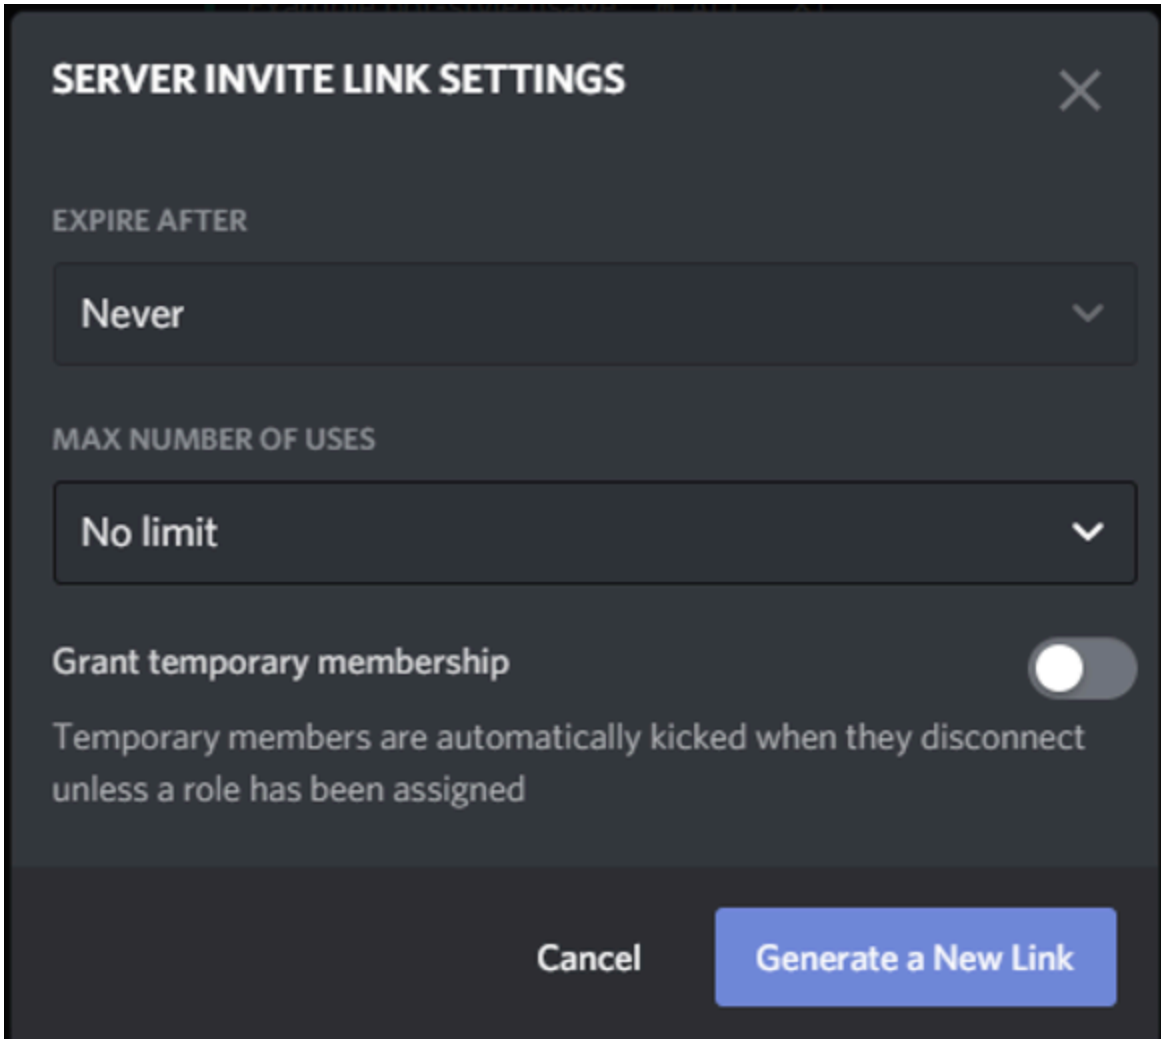 SERVER INVITE LINK SETTINGS
EXPIRE AFTER
Never
MAX NUMBER OF USES
No limit
Grant temporary membership
Temporary members are automatically kicked when they disconnect
unless a role has been assigned
Cancel
Generate a New Link